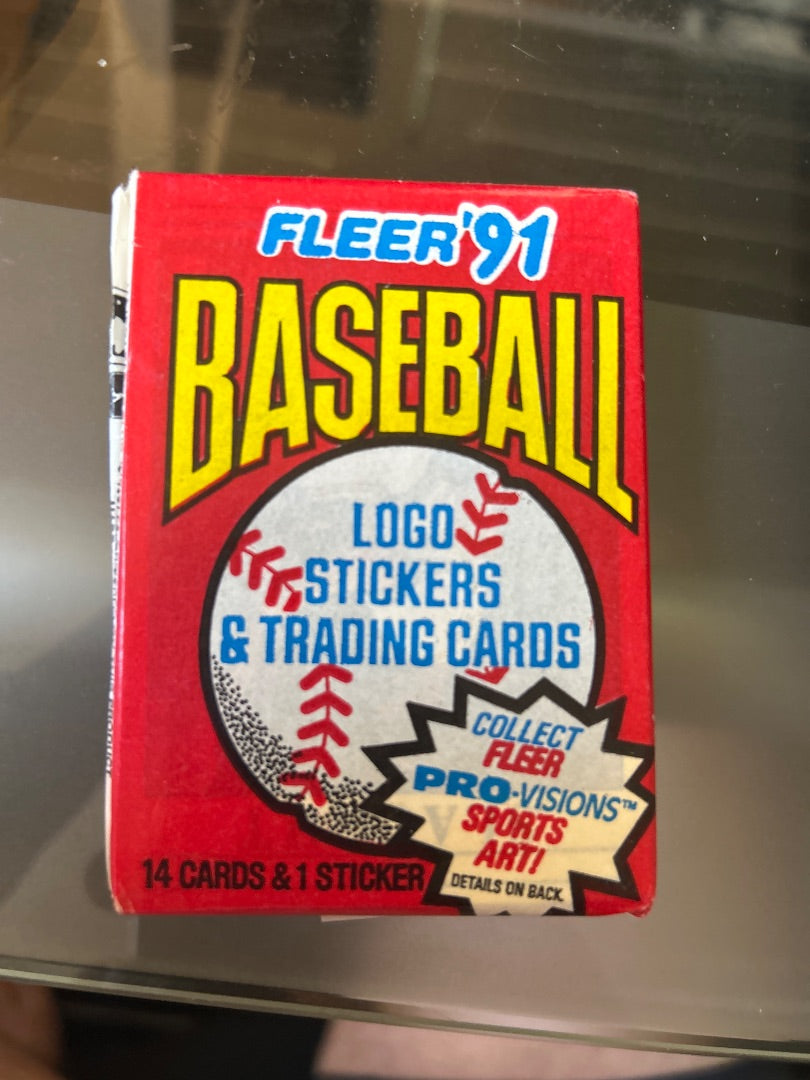 FLEER'91
BASEBALL
LOGO
STICKERS
& TRADING CARDS
COLLECT
FLEER
PRO-VISIONS™
SPORTS
ART!
DETAILS ON BACK.
14 CARDS & 1 STICKER